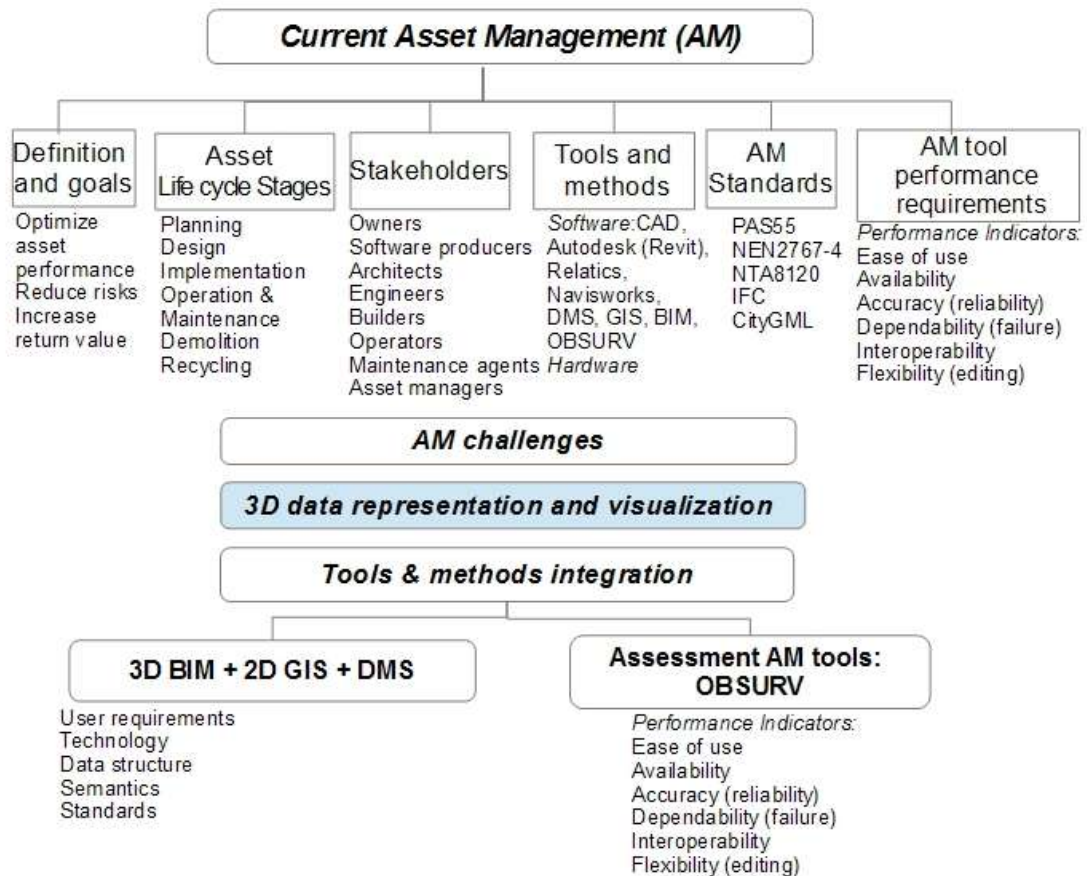 Current Asset Management (AM)
Definition
and goals
Optimize
asset
performance
Reduce risks
Increase
return value
Asset
Life cycle Stages
Planning
Design
Implementation
Operation &
Maintenance
Demolition
Recycling
Stakeholders
Owners
Software producers
Architects
Engineers
Builders
Operators
Maintenance agents
Asset managers
Tools and
methods
Software:CAD,
Autodesk (Revit),
Relatics,
Navisworks,
DMS, GIS, BIM,
OBSURV
Hardware
AM
Standards
PAS55
NEN2767-4
NTA8120
IFC
CityGML
AM tool
performance
requirements
Performance Indicators:
Ease of use
Availability
Accuracy (reliability)
Dependability (failure)
Interoperability
Flexibility (editing)
AM challenges
3D data representation and visualization
Tools & methods integration
3D BIM + 2D GIS + DMS
User requirements
Technology
Data structure
Semantics
Standards
Assessment AM tools:
OBSURV
Performance Indicators:
Ease of use
Availability
Accuracy (reliability)
Dependability (failure)
Interoperability
Flexibility (editing)